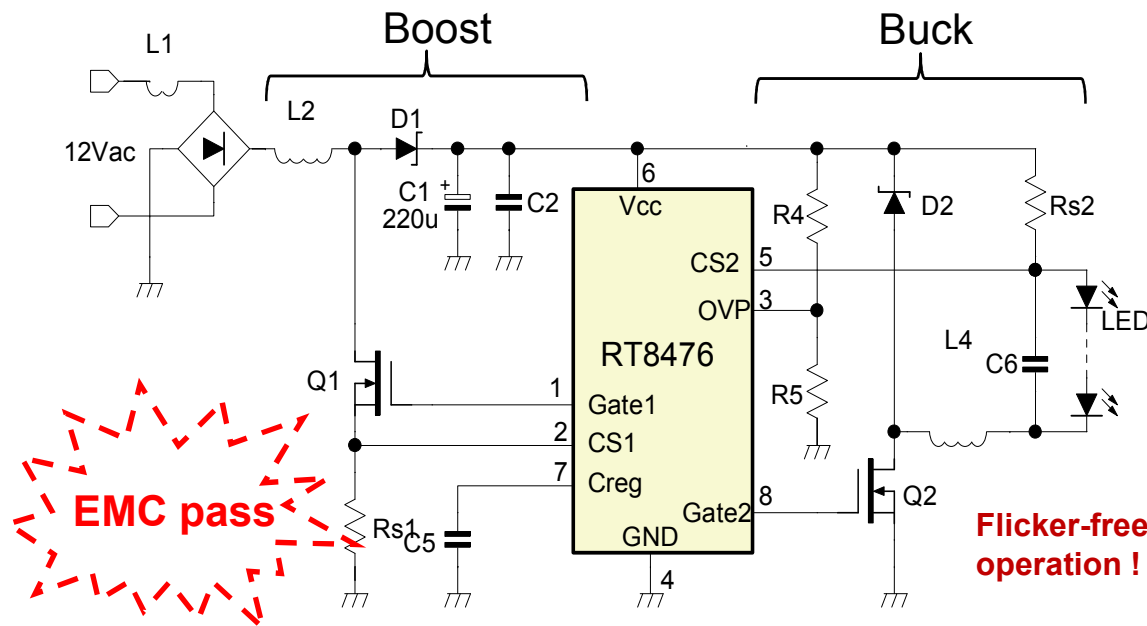 Boost
Buck
L1
L2
D1
12Vac
C1
+
220u
C2
6
Vcc
R4
D2
Rs2
CS2
5
OVP
3
LED
RT8476
L4
C6
Q1
1
Gate1
R5
2
CS1
7
Creg
EMC pass
Rs1
C5
Gate2
8
Q2
GND
4
Flicker-free
operation !